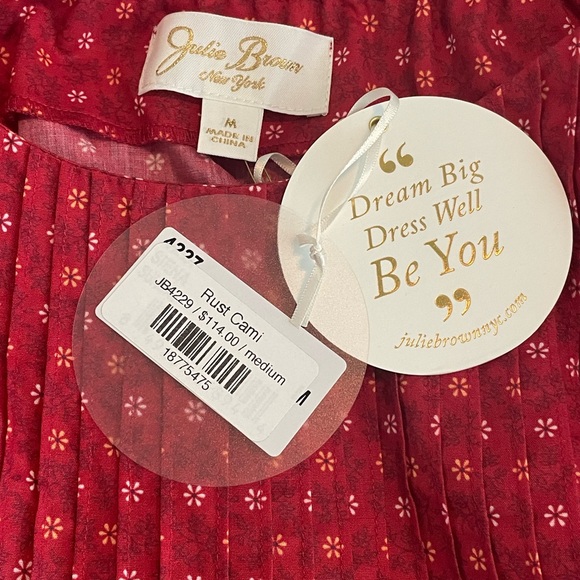 Julie Brown
New York
M
MADE IN
CHINA
“
Dream Big
Dress Well
Be You
”
juliebrownnyc.com
Rust Cami
JB4229 / $114.00 / medium
18775475
M